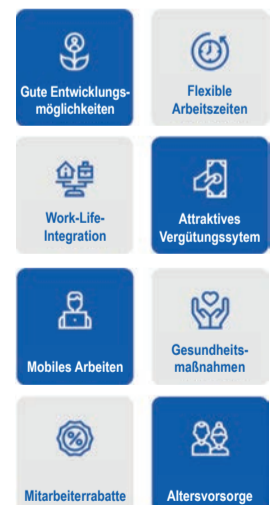 Gute Entwicklungs-
möglichkeiten
Flexible
Arbeitszeiten
Work-Life-
Integration
Attraktives
Vergütungssytem
Mobiles Arbeiten
Gesundheits-
maßnahmen
Mitarbeiterrabatte
Altersvorsorge